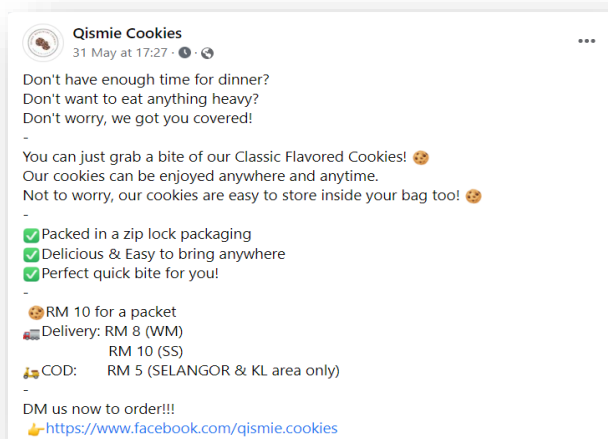 Qismie Cookies
31 May at 17:27
Don't have enough time for dinner?
Don't want to eat anything heavy?
Don't worry, we got you covered!
-
You can just grab a bite of our Classic Flavored Cookies! 🍪
Our cookies can be enjoyed anywhere and anytime.
Not to worry, our cookies are easy to store inside your bag too! 🍪
-
✅Packed in a zip lock packaging
✅Delicious & Easy to bring anywhere
✅Perfect quick bite for you!
-
🍪RM 10 for a packet
🚛Delivery: RM 8 (WM)
RM 10 (SS)
🛵COD: RM 5 (SELANGOR & KL area only)
-
DM us now to order!!!
👉https://www.facebook.com/qismie.cookies